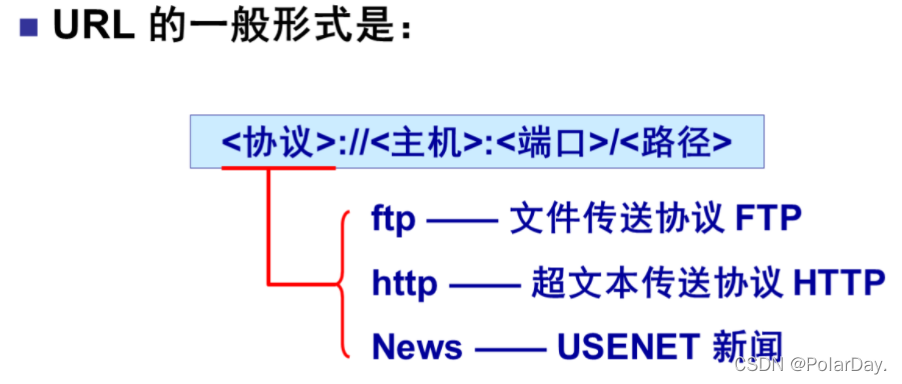 URL 的一般形式是：
<协议>://<主机>:<端口>/<路径>
ftp —— 文件传送协议 FTP
http —— 超文本传送协议 HTTP
News —— USENET 新闻
CSDN @PolarDay.